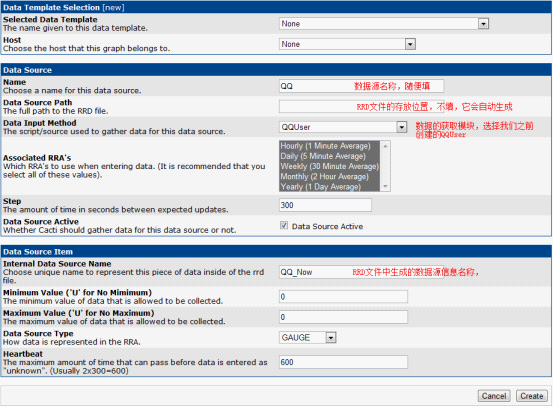 Data Template Selection [new]
Selected Data Template
The name given to this data template.
None
Host
Choose the host that this graph belongs to.
None
Data Source
Name
Choose a name for this data source.
QQ
数据源名称，随便填
Data Source Path
The full path to the RRD file.
RRD文件的存放位置，不填，它会自动生成
Data Input Method
The script/source used to gather data for this data source.
QQUser
数据的获取模块，选择我们之前
创建的QQUser
Associated RRA's
Which RRA's to use when entering data. (It is recommended that you
select all of these values).
Hourly (1 Minute Average)
Daily (5 Minute Average)
Weekly (30 Minute Average)
Monthly (2 Hour Average)
Yearly (1 Day Average)
Step
The amount of time in seconds between expected updates.
300
Data Source Active
Whether Cacti should gather data for this data source or not.
Data Source Active
Data Source Item
Internal Data Source Name
Choose unique name to represent this piece of data inside of the rrd
file.
QQ_Now
RRD文件中生成的数据源信息名称，
Minimum Value ('U' for No Minimum)
The minimum value of data that is allowed to be collected.
0
Maximum Value ('U' for No Maximum)
The maximum value of data that is allowed to be collected.
0
Data Source Type
How data is represented in the RRA.
GAUGE
Heartbeat
The maximum amount of time that can pass before data is entered as
"unknown". (Usually 2x300=600)
600
Cancel
Create